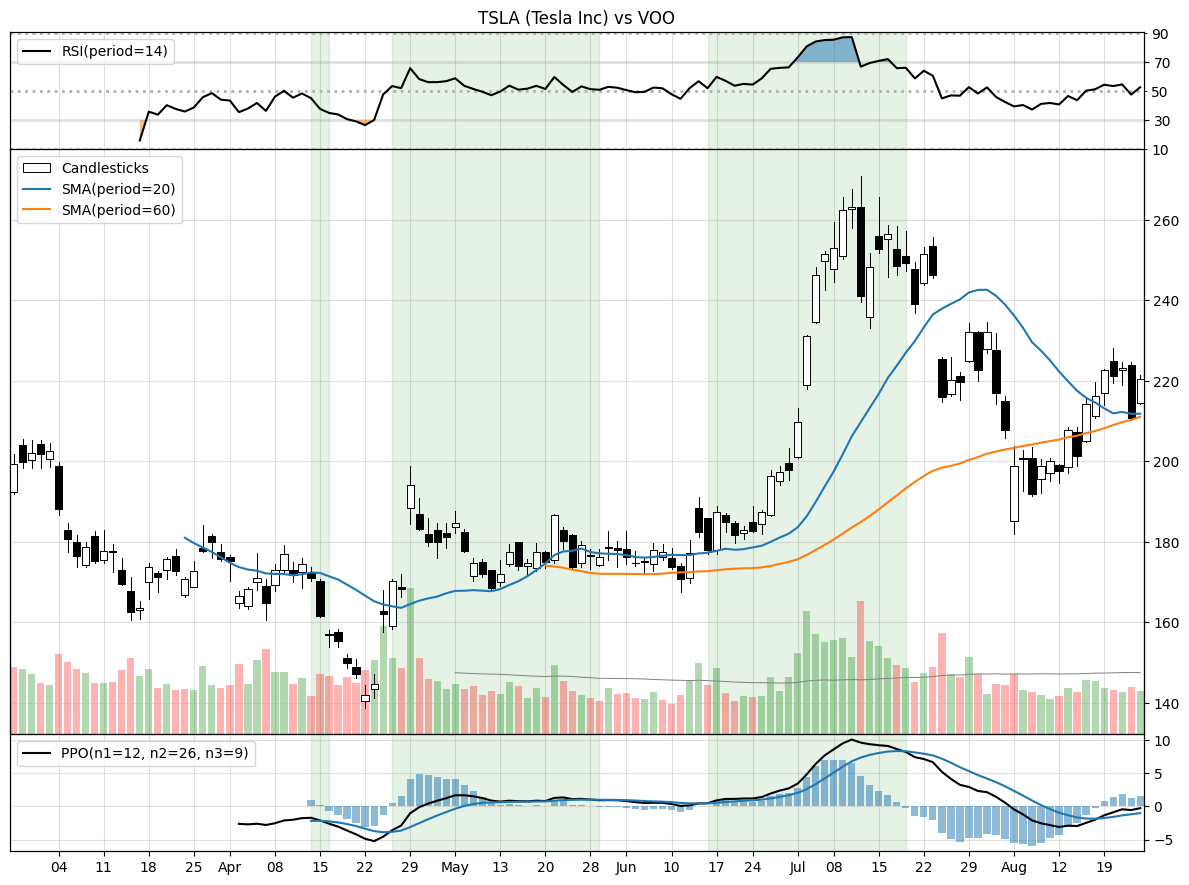 TSLA (Tesla Inc) vs VOO
RSI(period=14)
90
70
50
30
10
Candlesticks
SMA(period=20)
SMA(period=60)
260
240
220
200
180
160
140
PPO(n1=12, n2=26, n3=9)
10
5
0
−5
04 11 18 25 Apr 08 15 22 29 May 13 20 28 Jun 10 17 24 Jul 08 15 22 29 Aug 12 19